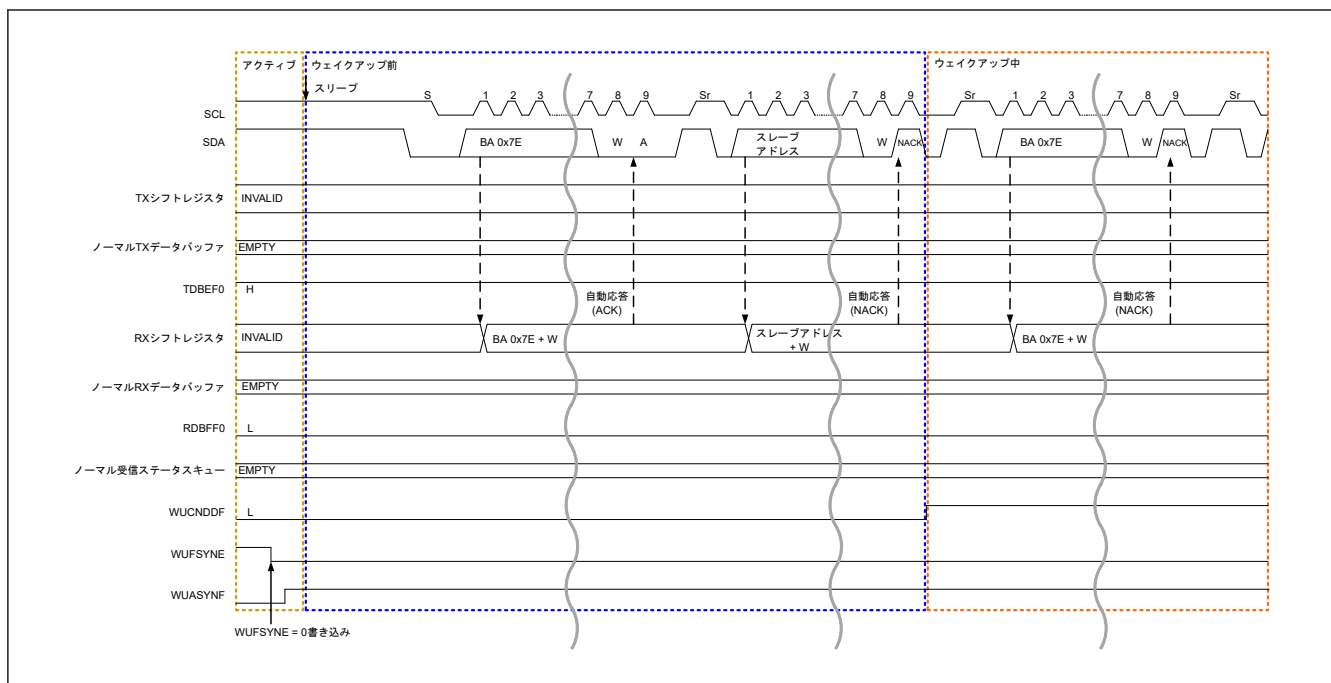 アクティブ
ウェイクアップ前
ウェイクアップ中
スリープ
SCL
S 1 2 3 7 8 9 Sr 1 2 3 7 8 9 Sr 1 2 3 7 8 9 Sr
SDA
BA 0x7E W A スレーブ
アドレス W NACK BA 0x7E W NACK
TXシフトレジスタ INVALID
ノーマルTXデータバッファ EMPTY
TDBEF0 H
自動応答
(ACK)
自動応答
(NACK)
自動応答
(NACK)
RXシフトレジスタ INVALID BA 0x7E + W スレーブアドレス
+ W BA 0x7E + W
ノーマルRXデータバッファ EMPTY
RDBFF0 L
ノーマル受信ステータスキュー EMPTY
WUCNDDF L
WUFSYNE
WUASYNF
WUFSYNE = 0書き込み